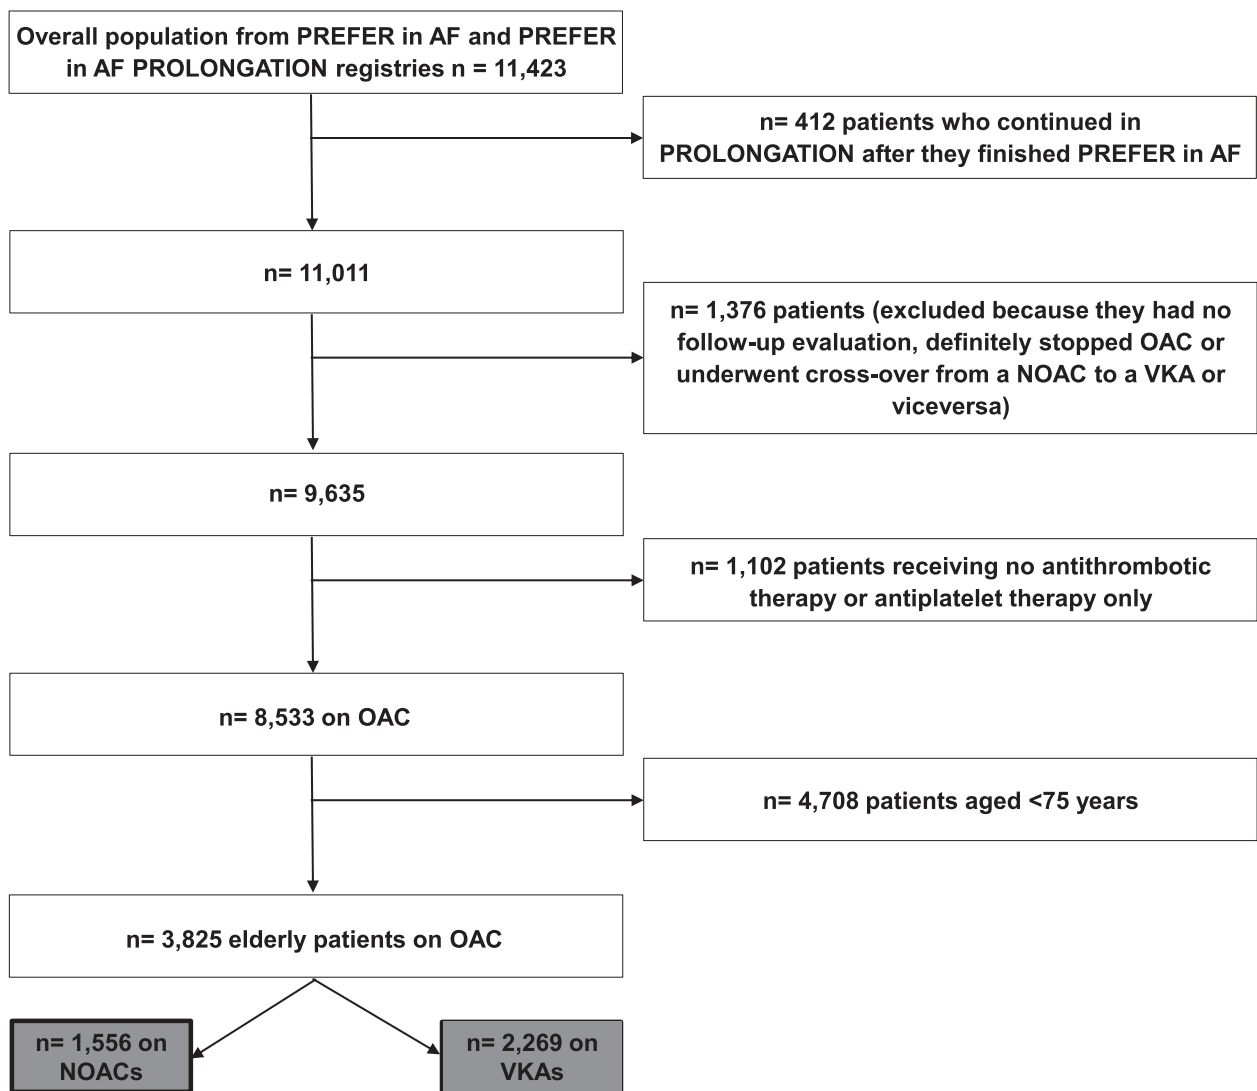 Overall population from PREFER in AF and PREFER
in AF PROLONGATION registries n = 11,423
n= 412 patients who continued in
PROLONGATION after they finished PREFER in AF
n= 11,011
n= 1,376 patients (excluded because they had no
follow-up evaluation, definitely stopped OAC or
underwent cross-over from a NOAC to a VKA or
viceversa)
n= 9,635
n= 1,102 patients receiving no antithrombotic
therapy or antiplatelet therapy only
n= 8,533 on OAC
n= 4,708 patients aged <75 years
n= 3,825 elderly patients on OAC
n= 1,556 on
NOACs
n= 2,269 on
VKAs